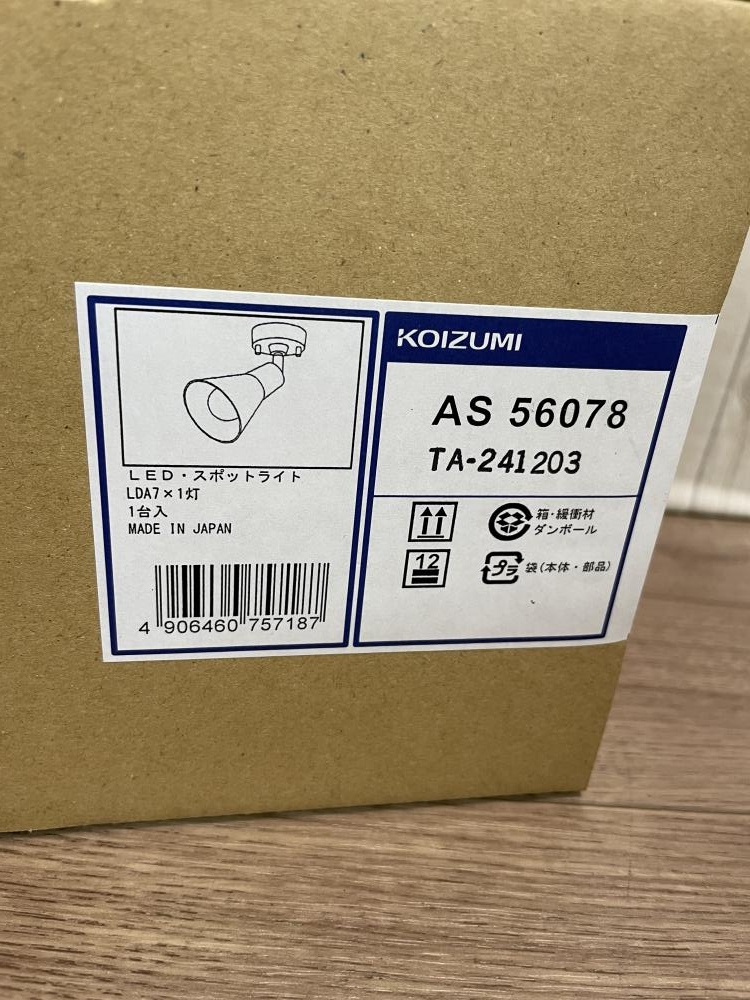 LED・スポットライト
LDA7×1灯
1台入
MADE IN JAPAN
4 906460 757187
KOIZUMI
AS 56078
TA-241203
箱・緩衝材
ダンボール
12
プラ
袋(本体・部品)